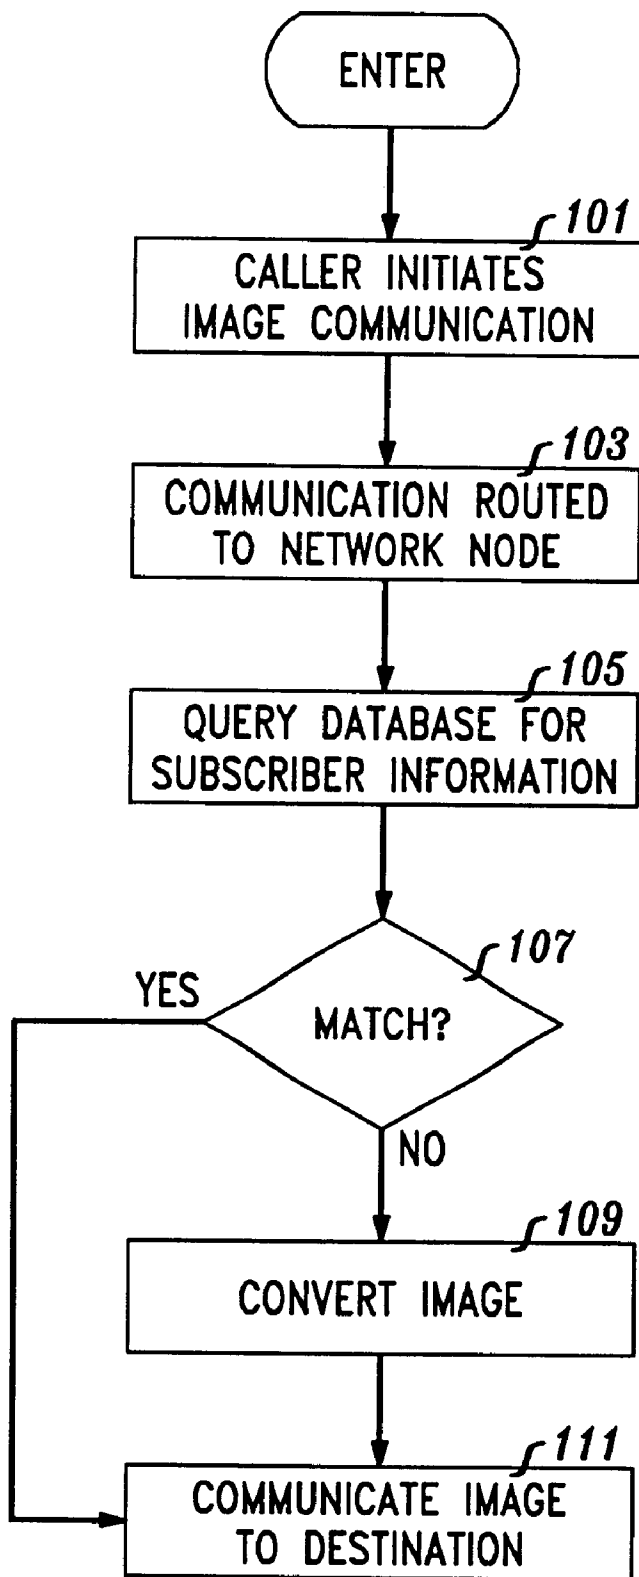 ENTER
101
CALLER INITIATES
IMAGE COMMUNICATION
103
COMMUNICATION ROUTED
TO NETWORK NODE
105
QUERY DATABASE FOR
SUBSCRIBER INFORMATION
107
YES
MATCH?
NO
109
CONVERT IMAGE
111
COMMUNICATE IMAGE
TO DESTINATION